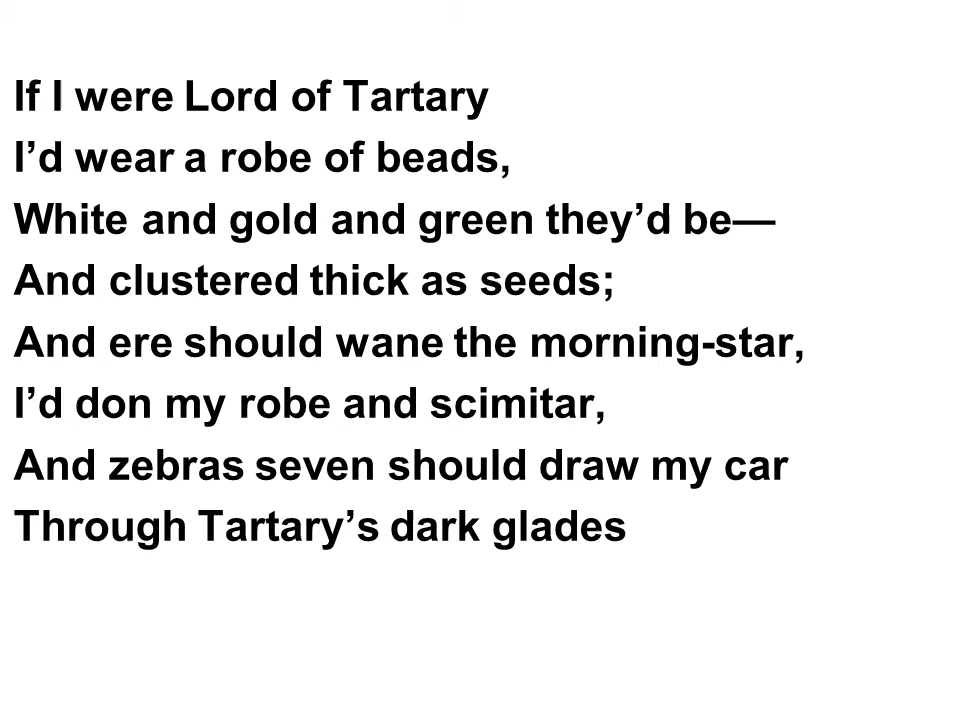 If I were Lord of Tartary
I’d wear a robe of beads,
White and gold and green they’d be—
And clustered thick as seeds;
And ere should wane the morning-star,
I’d don my robe and scimitar,
And zebras seven should draw my car
Through Tartary’s dark glades